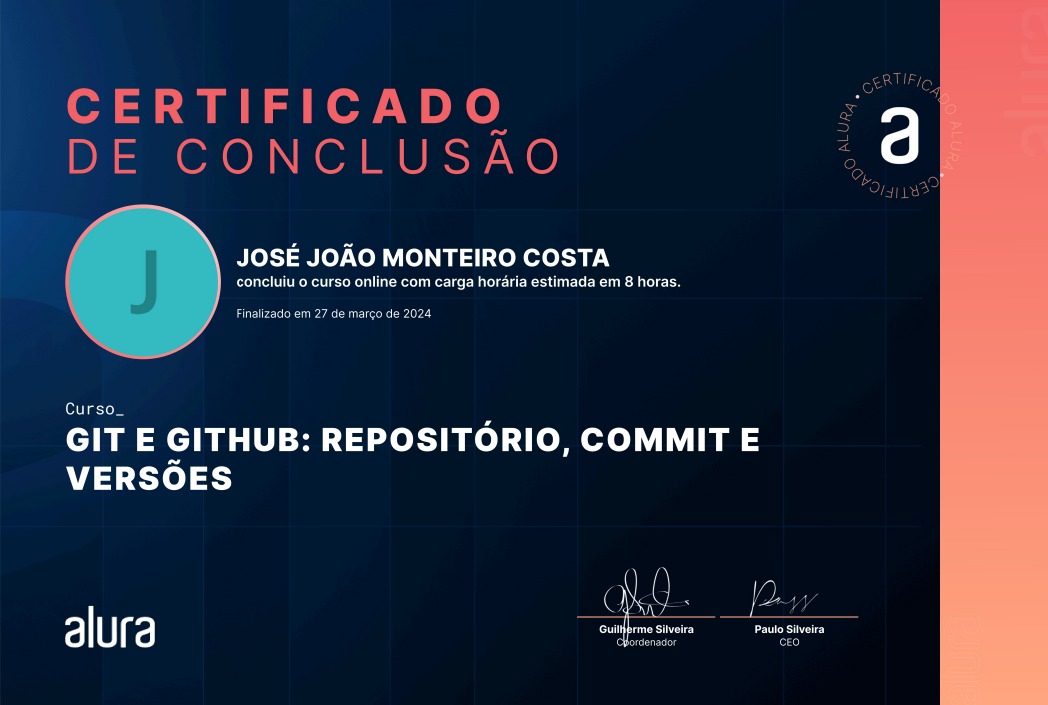 CERTIFICADO
DE CONCLUSÃO
CERTIFICADO ALURA • CERTIFICADO ALURA •
a
J
JOSÉ JOÃO MONTEIRO COSTA
concluiu o curso online com carga horária estimada em 8 horas.
Finalizado em 27 de março de 2024
Curso_
GIT E GITHUB: REPOSITÓRIO, COMMIT E
VERSÕES
alura
Guilherme Silveira
Coordenador
Paulo Silveira
CEO
alura
alura